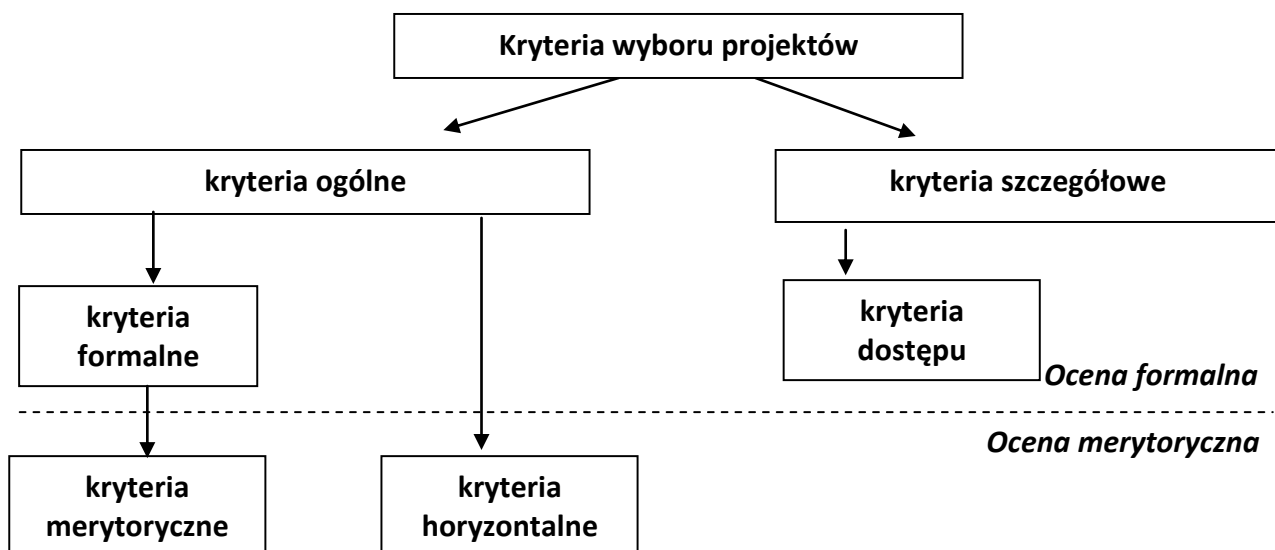 Kryteria wyboru projektów
kryteria ogólne
kryteria szczegółowe
kryteria
formalne
kryteria
dostępu
Ocena formalna
Ocena merytoryczna
kryteria
merytoryczne
kryteria
horyzontalne